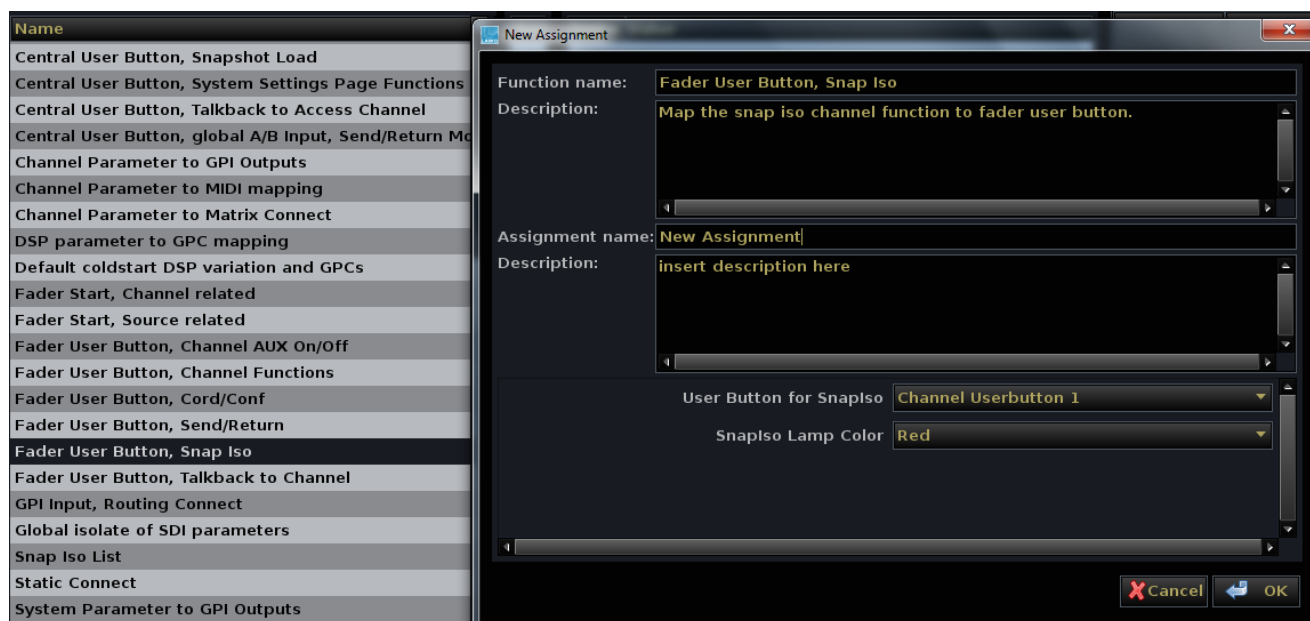 Name
Central User Button, Snapshot Load
Central User Button, System Settings Page Functions
Central User Button, Talkback to Access Channel
Central User Button, global A/B Input, Send/Return Mo
Channel Parameter to GPI Outputs
Channel Parameter to MIDI mapping
Channel Parameter to Matrix Connect
DSP parameter to GPC mapping
Default coldstart DSP variation and GPCs
Fader Start, Channel related
Fader Start, Source related
Fader User Button, Channel AUX On/Off
Fader User Button, Channel Functions
Fader User Button, Cord/Conf
Fader User Button, Send/Return
Fader User Button, Snap Iso
Fader User Button, Talkback to Channel
GPI Input, Routing Connect
Global isolate of SDI parameters
Snap Iso List
Static Connect
System Parameter to GPI Outputs
New Assignment
Function name: Fader User Button, Snap Iso
Description: Map the snap iso channel function to fader user button.
Assignment name: New Assignment
Description: insert description here
User Button for SnapIso Channel Userbutton 1
SnapIso Lamp Color Red
Cancel OK